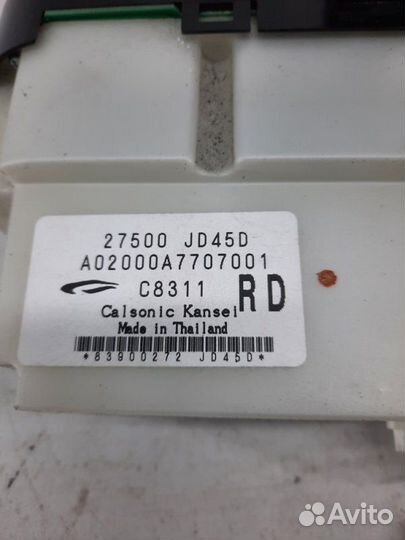 27500 JD45D
A02000A7707001
C8311 RD
Calsonic Kansei
Made in Thailand
*83900272 JD45D*
Avito